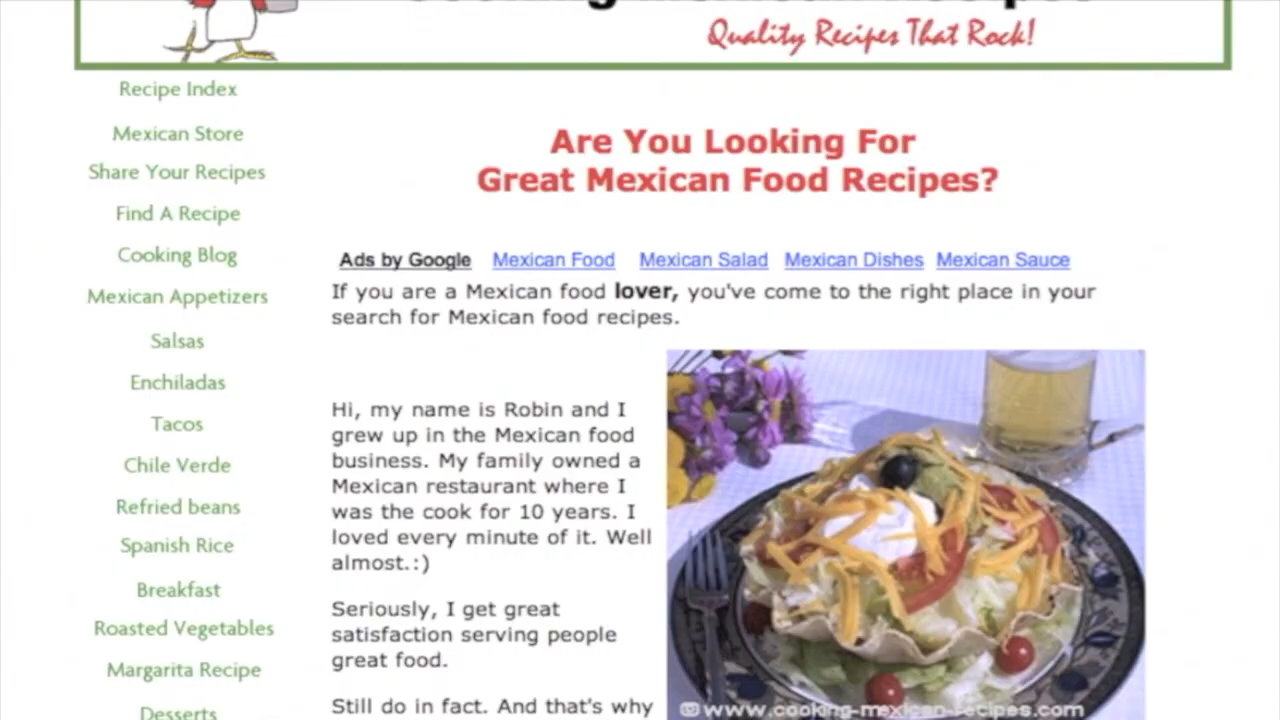 Cooking Mexican Recipes
Quality Recipes That Rock!
Recipe Index
Mexican Store
Share Your Recipes
Find A Recipe
Cooking Blog
Mexican Appetizers
Salsas
Enchiladas
Tacos
Chile Verde
Refried beans
Spanish Rice
Breakfast
Roasted Vegetables
Margarita Recipe
Desserts
Are You Looking For
Great Mexican Food Recipes?
Ads by Google Mexican Food Mexican Salad Mexican Dishes Mexican Sauce
If you are a Mexican food lover, you've come to the right place in your
search for Mexican food recipes.
Hi, my name is Robin and I
grew up in the Mexican food
business. My family owned a
Mexican restaurant where I
was the cook for 10 years. I
loved every minute of it. Well
almost.:)
Seriously, I get great
satisfaction serving people
great food.
Still do in fact. And that's why
© www.cooking-mexican-recipes.com